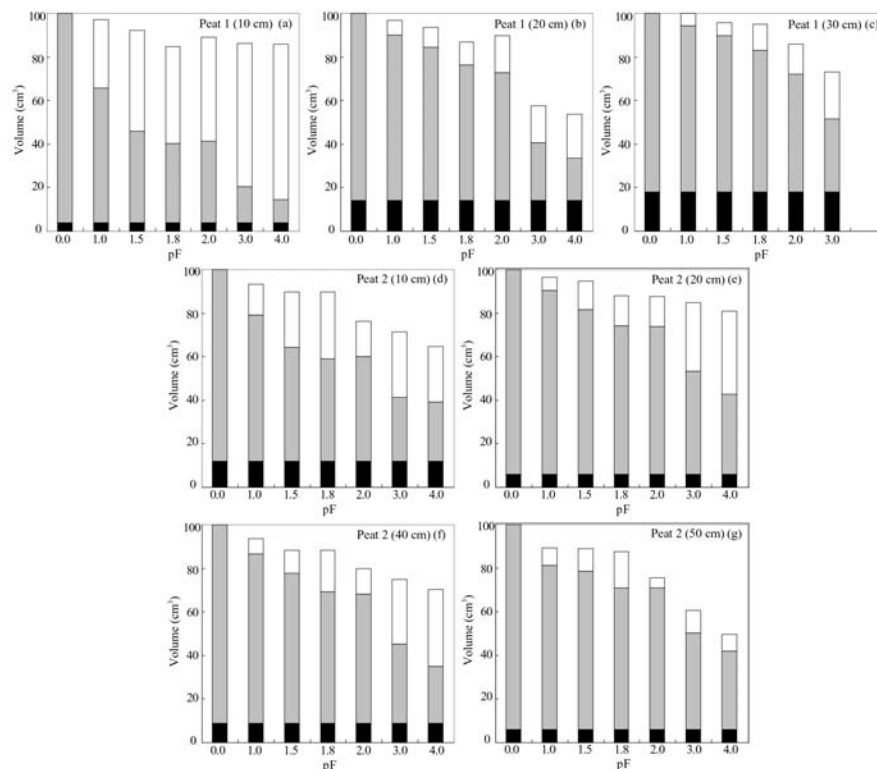 Peat 1 (10 cm) (a)
Volume (cm³)
100
80
60
40
20
0
0.0 1.0 1.5 1.8 2.0 3.0 4.0
pF
Peat 1 (20 cm) (b)
Volume (cm³)
100
80
60
40
20
0
0.0 1.0 1.5 1.8 2.0 3.0 4.0
pF
Peat 1 (30 cm) (c)
Volume (cm³)
100
80
60
40
20
0
0.0 1.0 1.5 1.8 2.0 3.0
pF
Peat 2 (10 cm) (d)
Volume (cm³)
100
80
60
40
20
0
0.0 1.0 1.5 1.8 2.0 3.0 4.0
pF
Peat 2 (20 cm) (e)
Volume (cm³)
100
80
60
40
20
0
0.0 1.0 1.5 1.8 2.0 3.0 4.0
pF
Peat 2 (40 cm) (f)
Volume (cm³)
100
80
60
40
20
0
0.0 1.0 1.5 1.8 2.0 3.0 4.0
pF
Peat 2 (50 cm) (g)
Volume (cm³)
100
80
60
40
20
0
0.0 1.0 1.5 1.8 2.0 3.0 4.0
pF